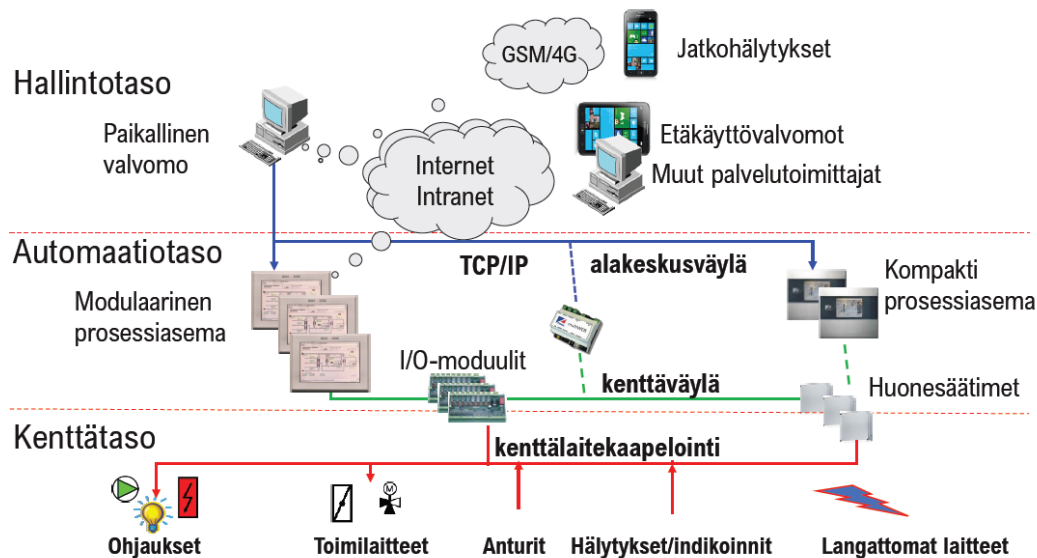 GSM/4G
Jatkohälytykset
Hallintotaso
Paikallinen
valvomo
Internet
Intranet
Etäkäyttövalvomot
Muut palvelutoimittajat
Automaatiotaso
TCP/IP
alakeskusväylä
Modulaarinen
prosessiasema
Kompakti
prosessiasema
I/O-moduulit
kenttäväylä
Huonesäätimet
Kenttätaso
kenttälaitekaapelointi
M
Ohjaukset
Toimilaitteet
Anturit
Hälytykset/indikoinnit
Langattomat laitteet